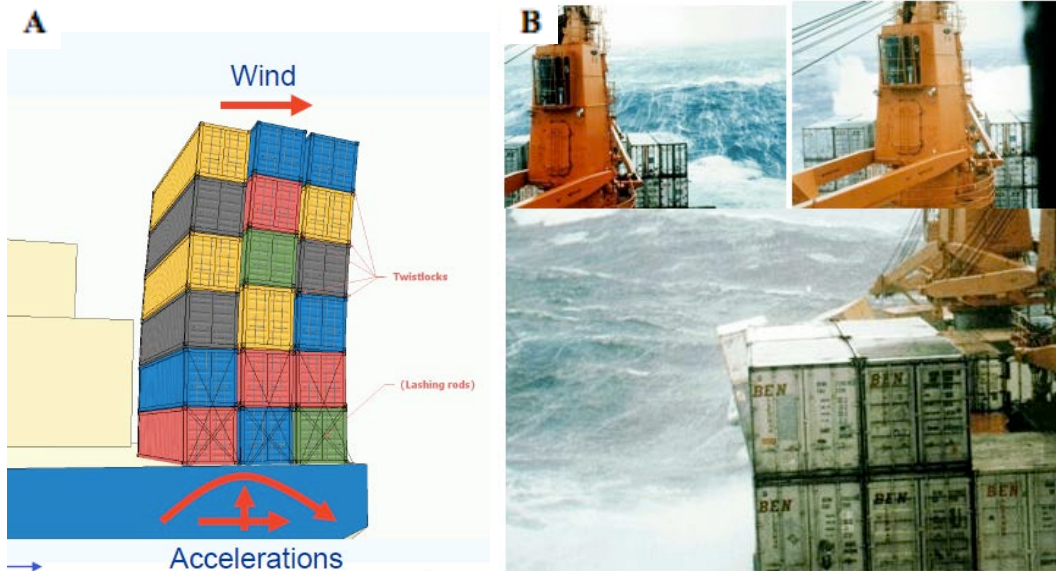 A
Wind
Twistlocks
(Lashing rods)
Accelerations
B
BEN
BEN
BEN
BEN
BEN